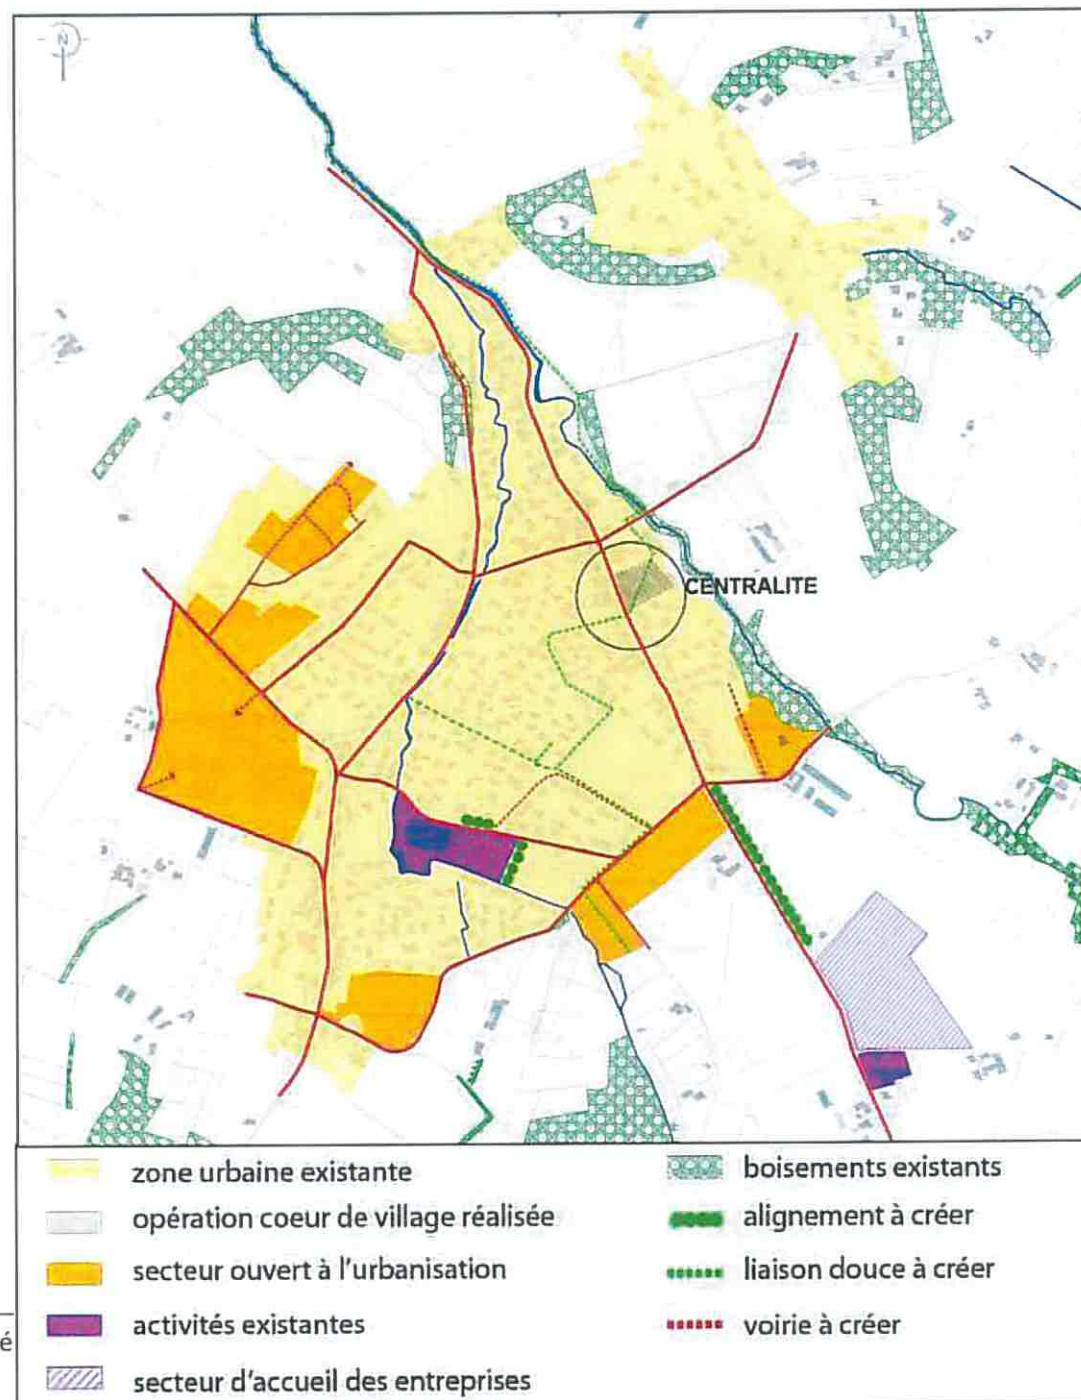 N
CENTRALITE
zone urbaine existante
opération coeur de village réalisée
secteur ouvert à l'urbanisation
activités existantes
secteur d'accueil des entreprises
boisements existants
alignement à créer
liaison douce à créer
voirie à créer
é